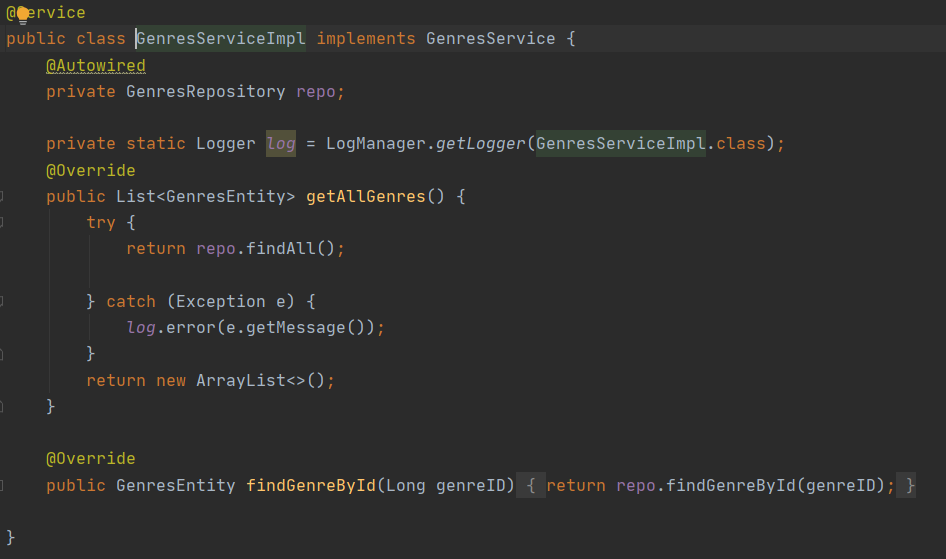 @Service
public class GenresServiceImpl implements GenresService {
@Autowired
private GenresRepository repo;
private static Logger log = LogManager.getLogger(GenresServiceImpl.class);
@Override
public List<GenresEntity> getAllGenres() {
try {
return repo.findAll();
} catch (Exception e) {
log.error(e.getMessage());
}
return new ArrayList<>();
}
@Override
public GenresEntity findGenreById(Long genreID) { return repo.findGenreById(genreID); }
}